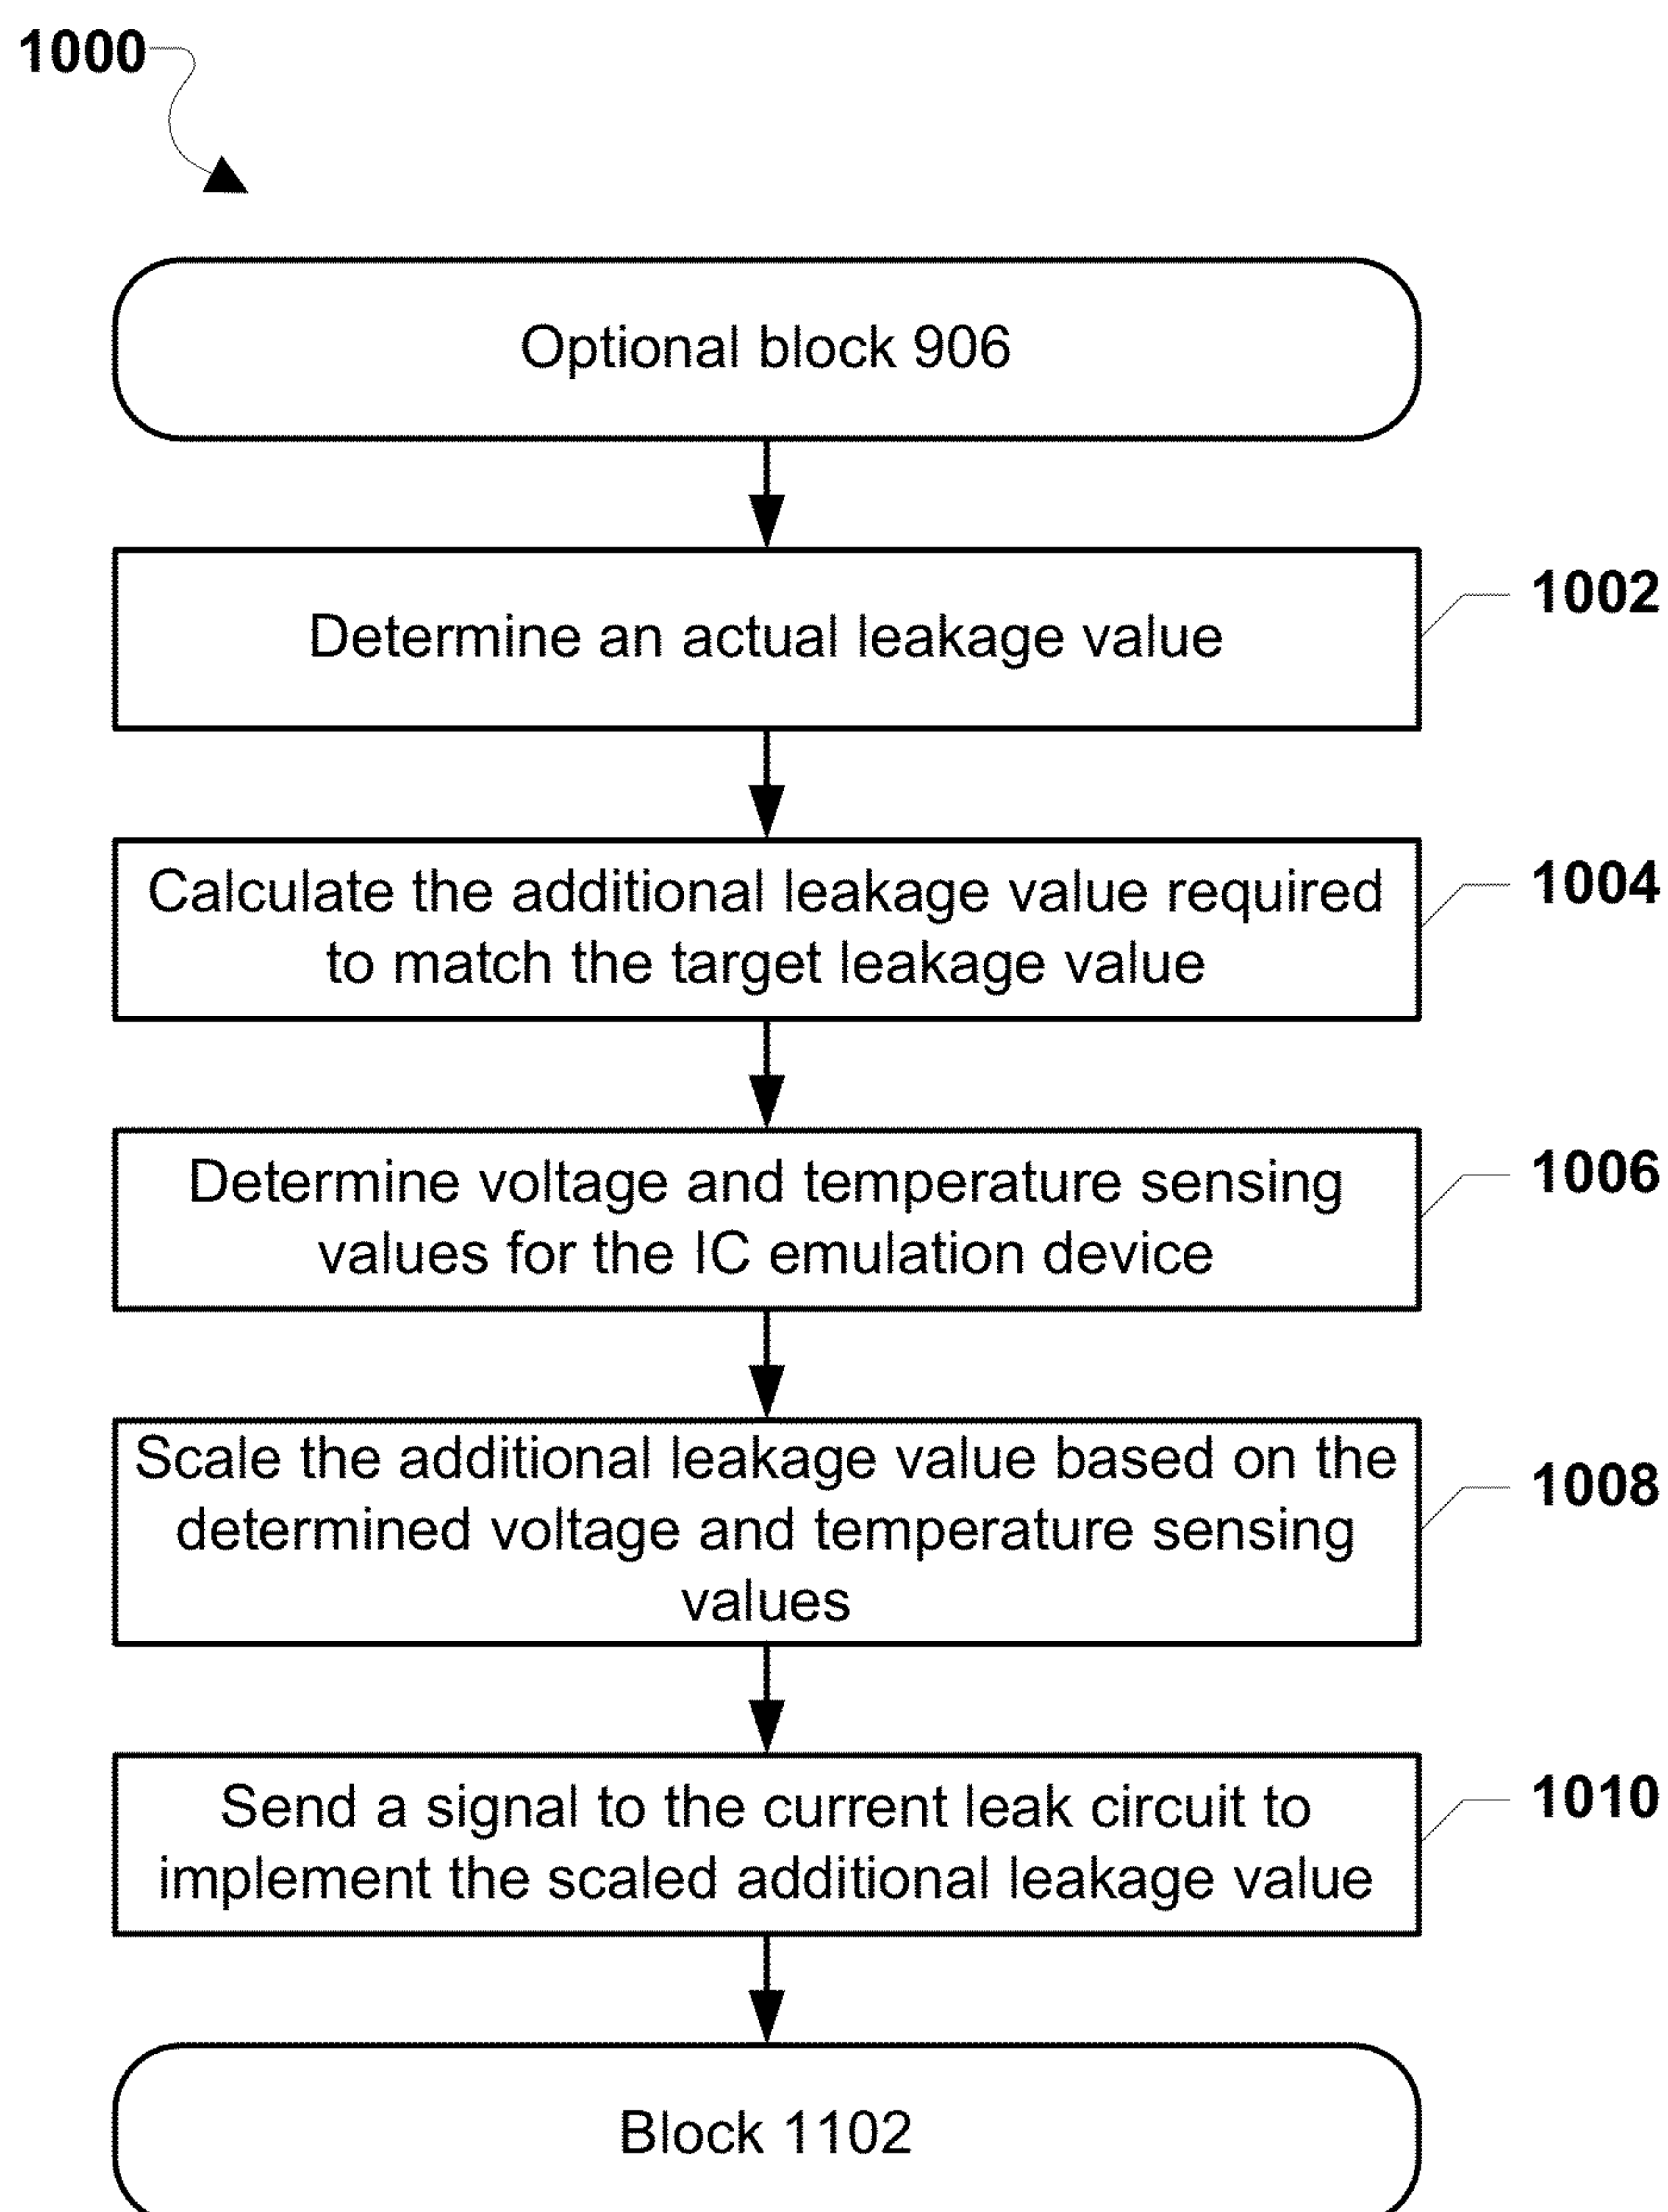 1000
Optional block 906
Determine an actual leakage value
1002
Calculate the additional leakage value required
to match the target leakage value
1004
Determine voltage and temperature sensing
values for the IC emulation device
1006
Scale the additional leakage value based on the
determined voltage and temperature sensing
values
1008
Send a signal to the current leak circuit to
implement the scaled additional leakage value
1010
Block 1102